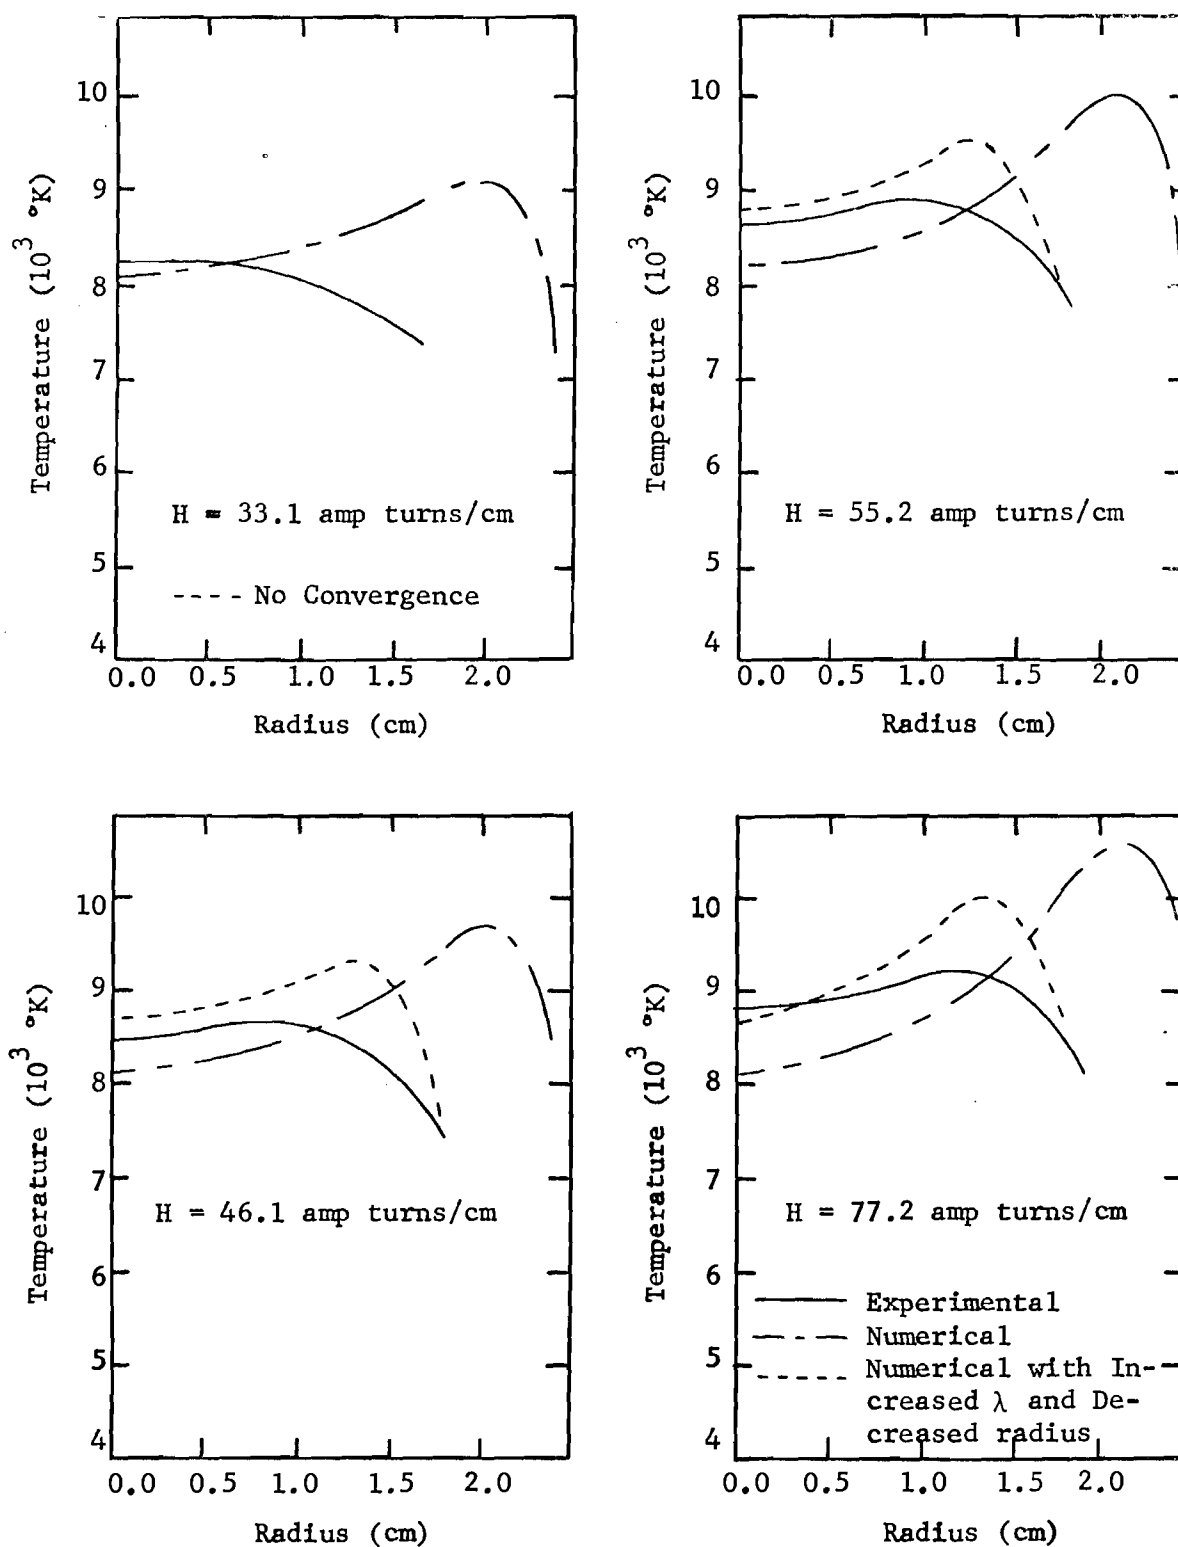 10
9
8
7
6
5
4
Temperature (10³ °K)
H = 33.1 amp turns/cm
---- No Convergence
0.0 0.5 1.0 1.5 2.0
Radius (cm)
10
9
8
7
6
5
4
Temperature (10³ °K)
H = 55.2 amp turns/cm
0.0 0.5 1.0 1.5 2.0
Radius (cm)
10
9
8
7
6
5
4
Temperature (10³ °K)
H = 46.1 amp turns/cm
0.0 0.5 1.0 1.5 2.0
Radius (cm)
10
9
8
7
6
5
4
Temperature (10³ °K)
H = 77.2 amp turns/cm
Experimental
Numerical
Numerical with In-
creased λ and De-
creased radius
0.0 0.5 1.0 1.5 2.0
Radius (cm)